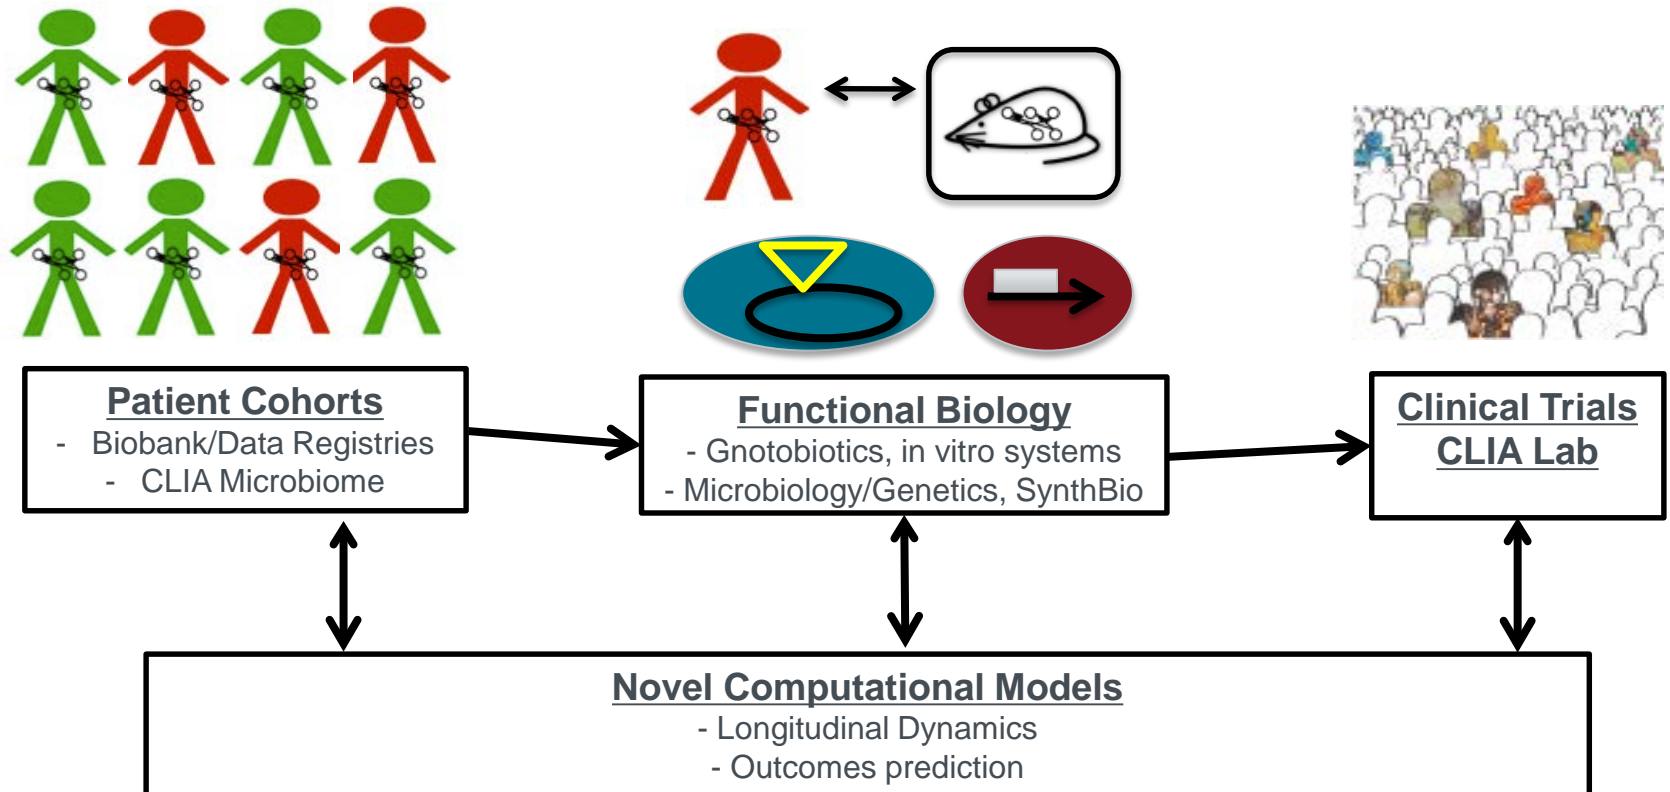 Patient Cohorts
- Biobank/Data Registries
- CLIA Microbiome
Functional Biology
- Gnotobiotics, in vitro systems
- Microbiology/Genetics, SynthBio
Clinical Trials
CLIA Lab
Novel Computational Models
- Longitudinal Dynamics
- Outcomes prediction